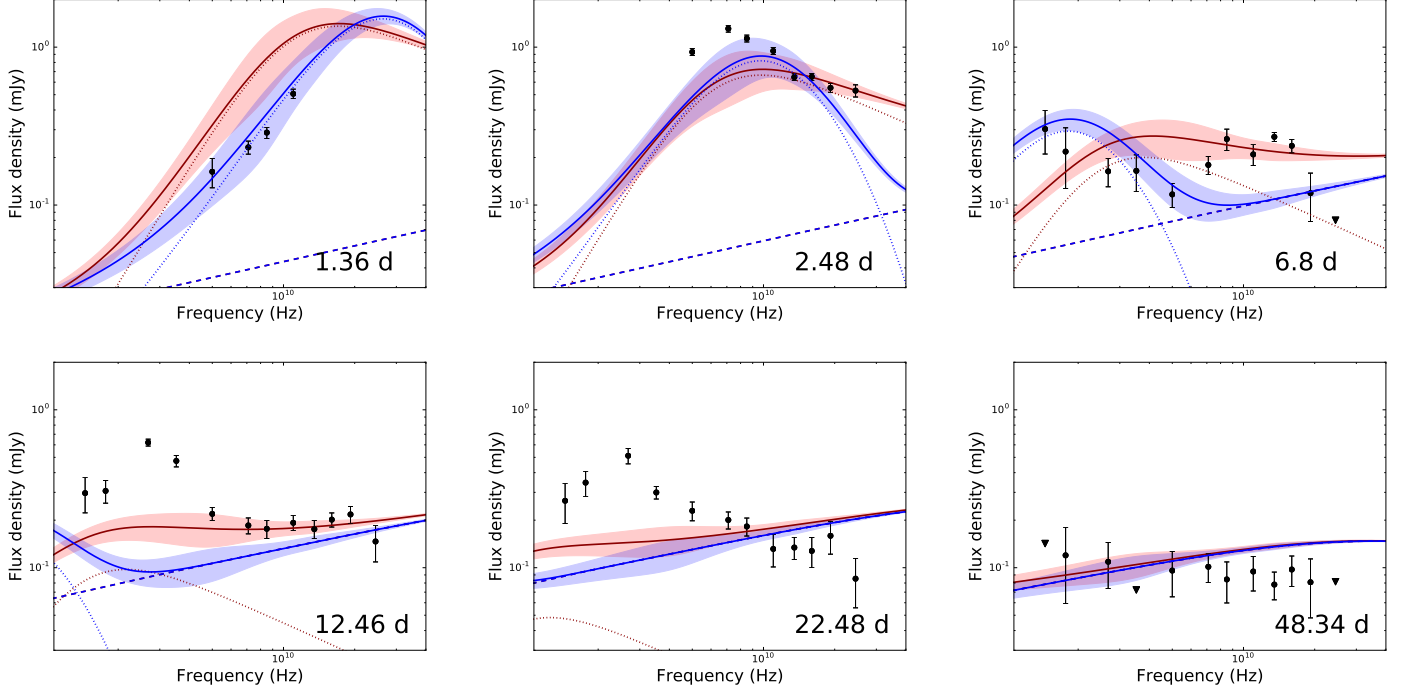 Flux density (mJy)
10⁰
10⁻¹
1.36 d
10¹⁰
Frequency (Hz)
Flux density (mJy)
10⁰
10⁻¹
2.48 d
10¹⁰
Frequency (Hz)
Flux density (mJy)
10⁰
10⁻¹
6.8 d
10¹⁰
Frequency (Hz)
Flux density (mJy)
10⁰
10⁻¹
12.46 d
10¹⁰
Frequency (Hz)
Flux density (mJy)
10⁰
10⁻¹
22.48 d
10¹⁰
Frequency (Hz)
Flux density (mJy)
10⁰
10⁻¹
48.34 d
10¹⁰
Frequency (Hz)